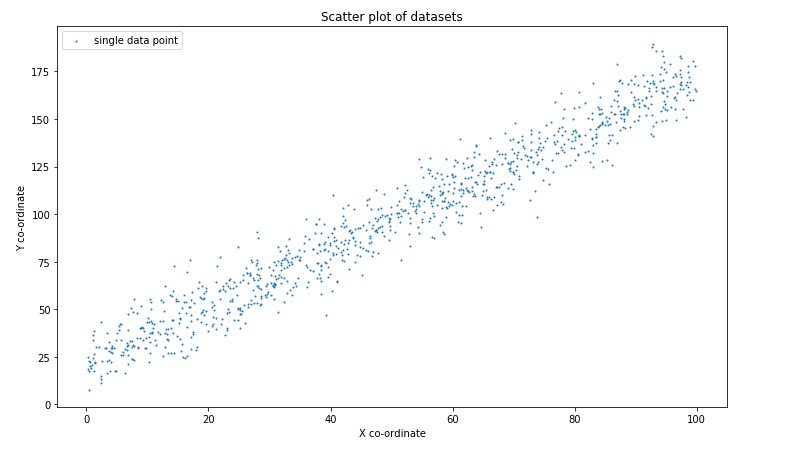 Scatter plot of datasets
single data point
175
150
125
100
75
50
25
0
Y co-ordinate
0 20 40 60 80 100
X co-ordinate